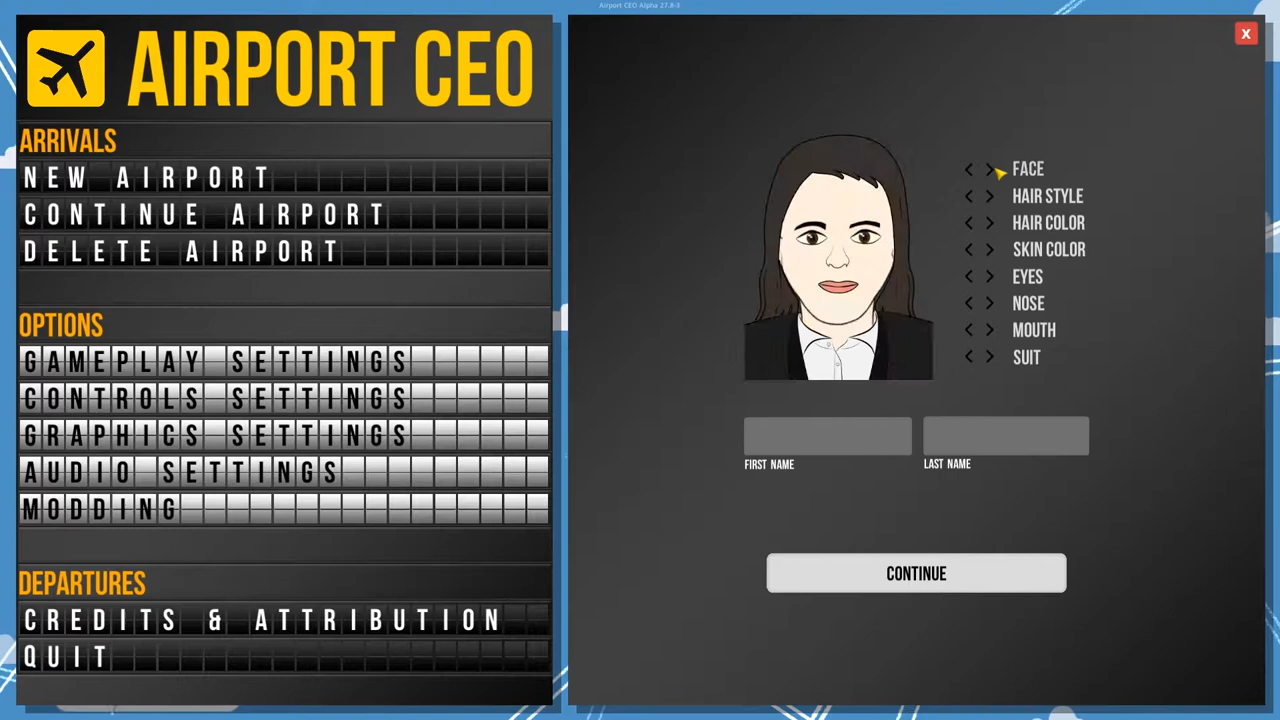 Airport CEO Alpha 27.8-3
AIRPORT CEO
ARRIVALS
NEW AIRPORT
CONTINUE AIRPORT
DELETE AIRPORT
OPTIONS
GAMEPLAY SETTINGS
CONTROLS SETTINGS
GRAPHICS SETTINGS
AUDIO SETTINGS
MODDING
DEPARTURES
CREDITS & ATTRIBUTION
QUIT
X
< > FACE
< > HAIR STYLE
< > HAIR COLOR
< > SKIN COLOR
< > EYES
< > NOSE
< > MOUTH
< > SUIT
FIRST NAME
LAST NAME
CONTINUE